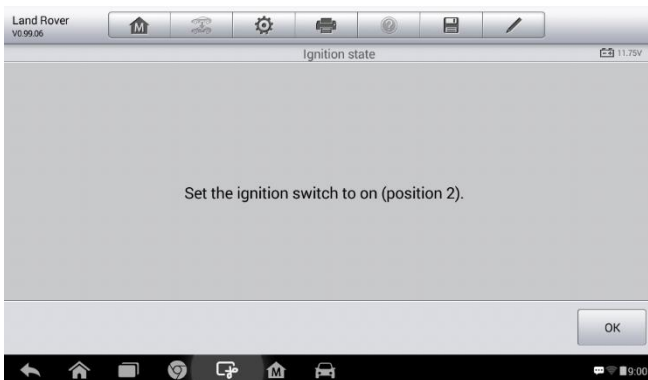 Land Rover
V0.99.06
M
Ignition state
11.75V
Set the ignition switch to on (position 2).
OK
M
9:00